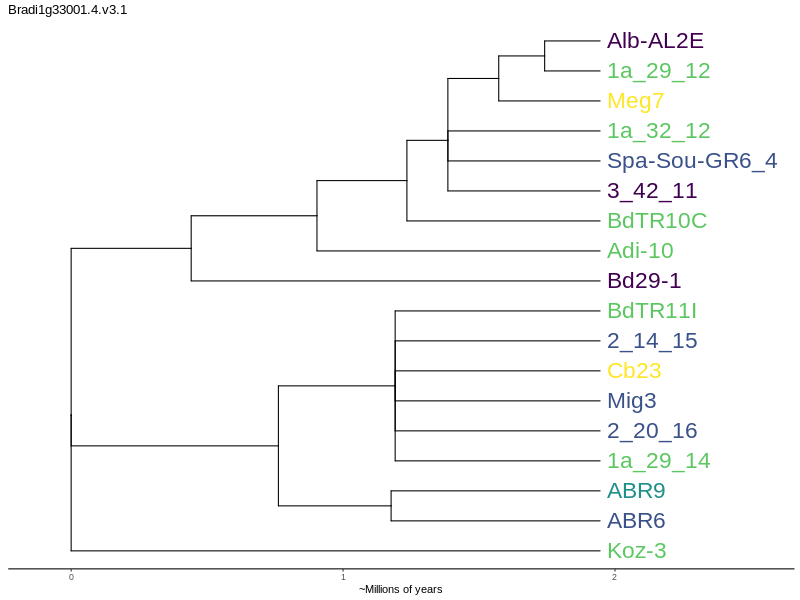 Bradi1g33001.4.v3.1
Alb-AL2E
1a_29_12
Meg7
1a_32_12
Spa-Sou-GR6_4
3_42_11
BdTR10C
Adi-10
Bd29-1
BdTR11I
2_14_15
Cb23
Mig3
2_20_16
1a_29_14
ABR9
ABR6
Koz-3
0 1 2
~Millions of years